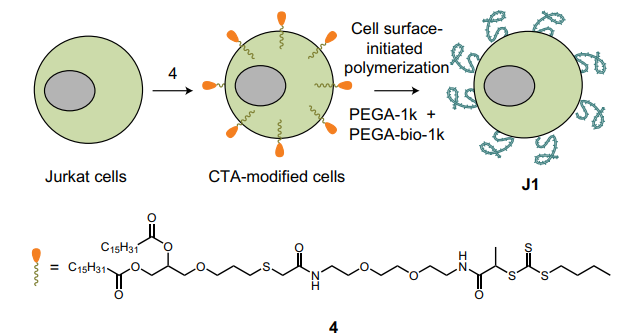 Cell surface-
initiated
polymerization
4
PEGA-1k +
PEGA-bio-1k
Jurkat cells
CTA-modified cells
J1
O
C15H31
O
= C15H31
O
O
O
S
O
N
H
O
O
H
N
O
S
S
S
4